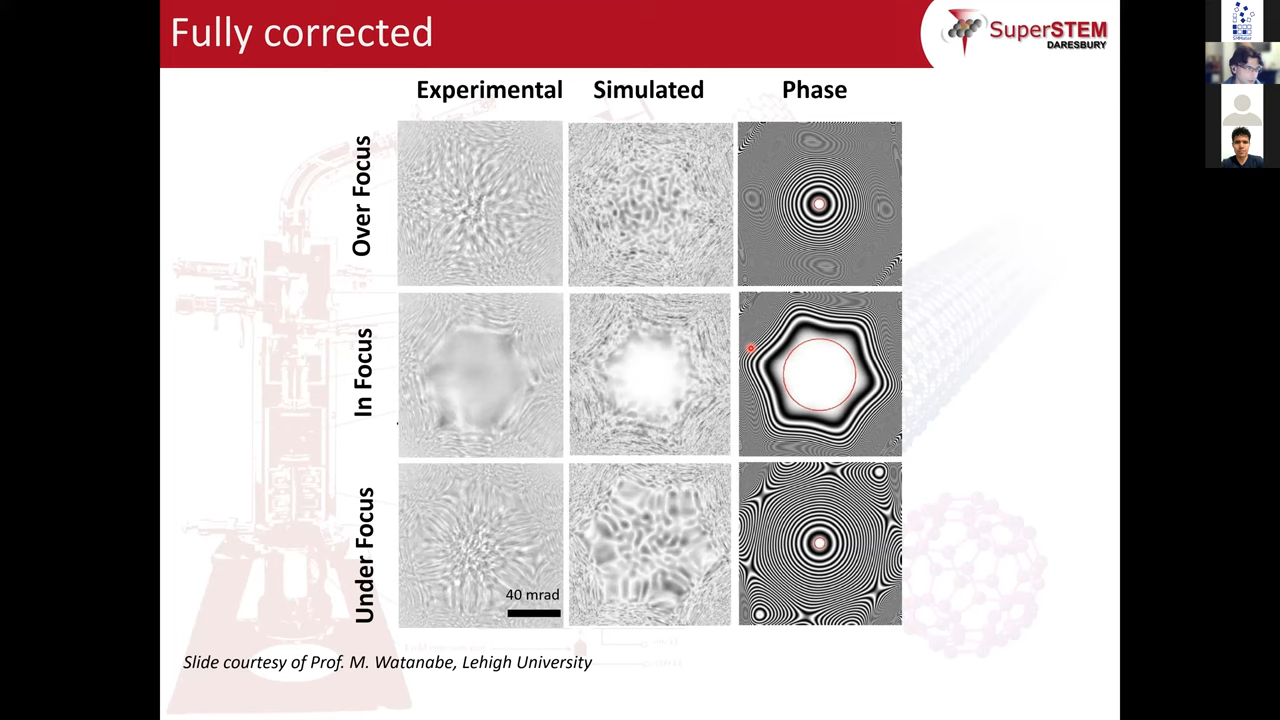 Fully corrected
SuperSTEM
DARESBURY
Experimental Simulated Phase
Over Focus
In Focus
Under Focus
40 mrad
Slide courtesy of Prof. M. Watanabe, Lehigh University